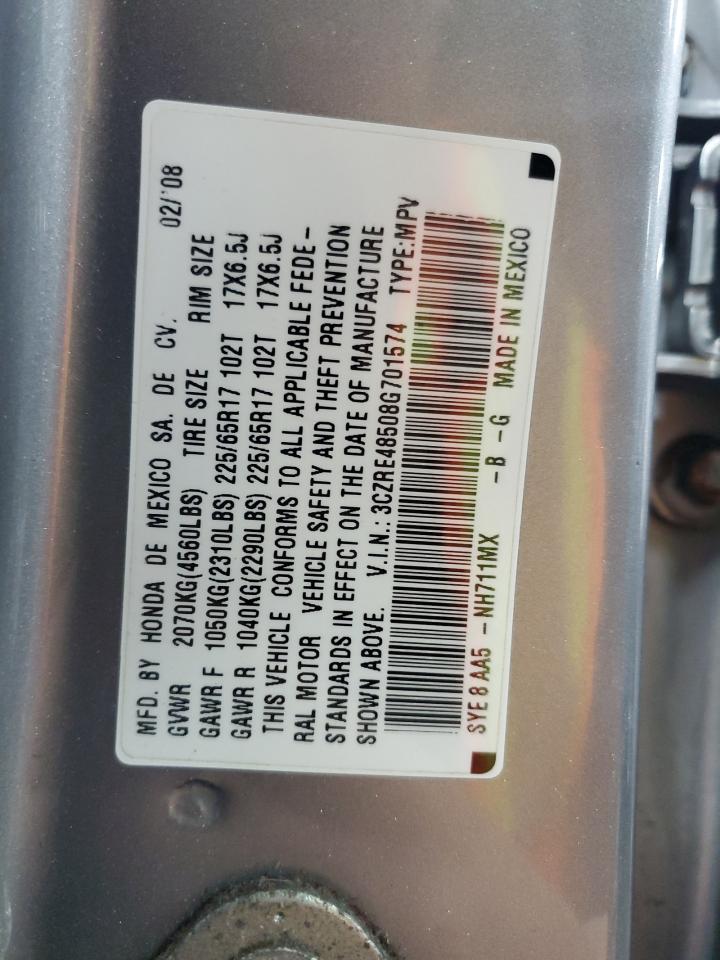 MFD. BY HONDA DE MEXICO SA. DE CV. 02/'08
GVWR 2070KG(4560LBS) TIRE SIZE RIM SIZE
GAWR F 1050KG(2310LBS) 225/65R17 102T 17X6.5J
GAWR R 1040KG(2290LBS) 225/65R17 102T 17X6.5J
THIS VEHICLE CONFORMS TO ALL APPLICABLE FEDE-
RAL MOTOR VEHICLE SAFETY AND THEFT PREVENTION
STANDARDS IN EFFECT ON THE DATE OF MANUFACTURE
SHOWN ABOVE. V.I.N.: 3CZRE48508G701574 TYPE:MPV
SYE 8 AA5 - NH711MX -B -G MADE IN MEXICO